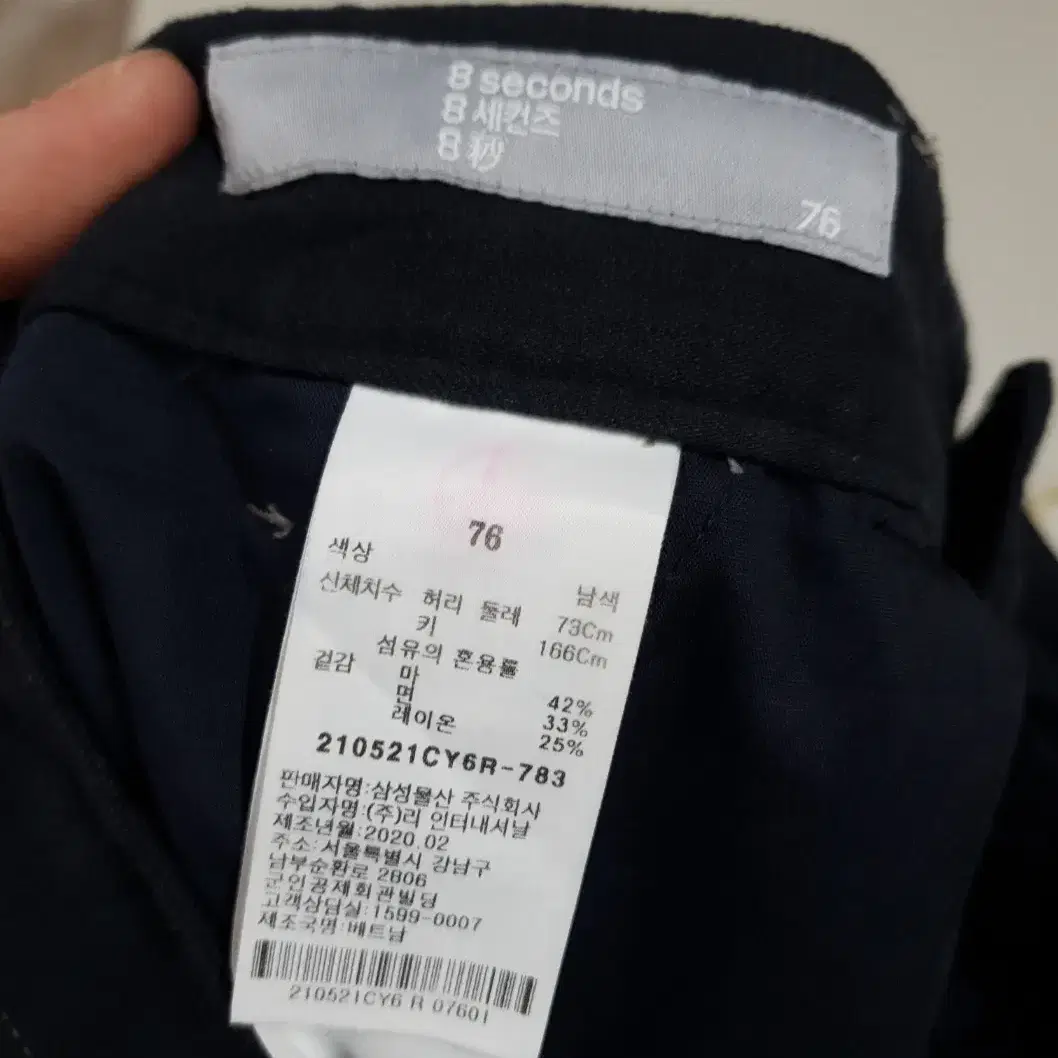 8 seconds
8 세컨즈
8 秒
76
76
색상 남색
신체치수 허리 둘레 73Cm
키 166Cm
섬유의 혼용률
겉감 마 42%
면 33%
레이온 25%
210521CY6R-783
판매자명:삼성물산 주식회사
수입자명:(주)리 인터내셔날
제조년월:2020.02
주소:서울특별시 강남구
남부순환로 2806
군인공제회관빌딩
고객상담실:1599-0007
제조국명:베트남
210521CY6 R 07601